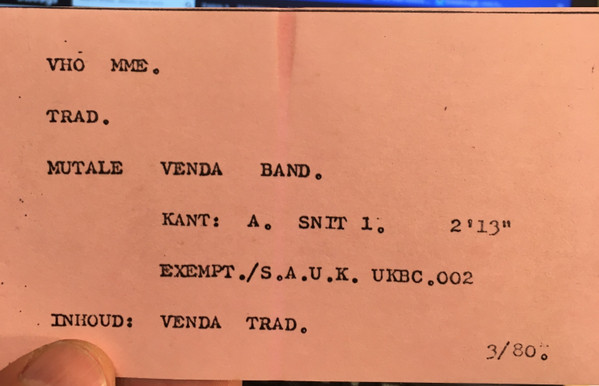 VHO MME.
TRAD.
MUTALE VENDA BAND.
KANT: A. SNIT 1. 2'13"
EXEMPT./S.A.U.K. UKBC.002
INHOUD: VENDA TRAD.
3/80.